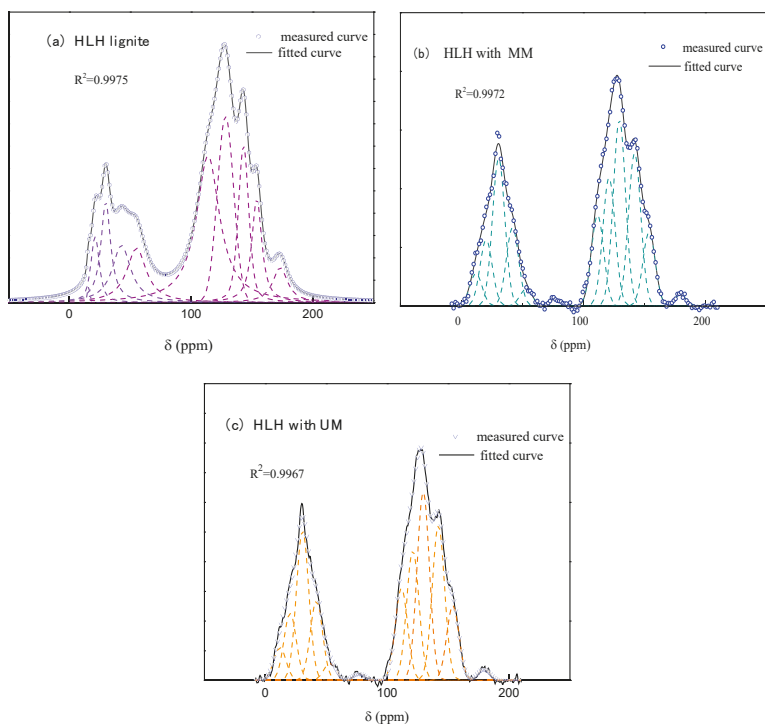 (a) HLH lignite
measured curve
fitted curve
R²=0.9975
0
100
200
δ (ppm)
(b) HLH with MM
measured curve
fitted curve
R²=0.9972
0
100
200
δ (ppm)
(c) HLH with UM
measured curve
fitted curve
R²=0.9967
0
100
200
δ (ppm)